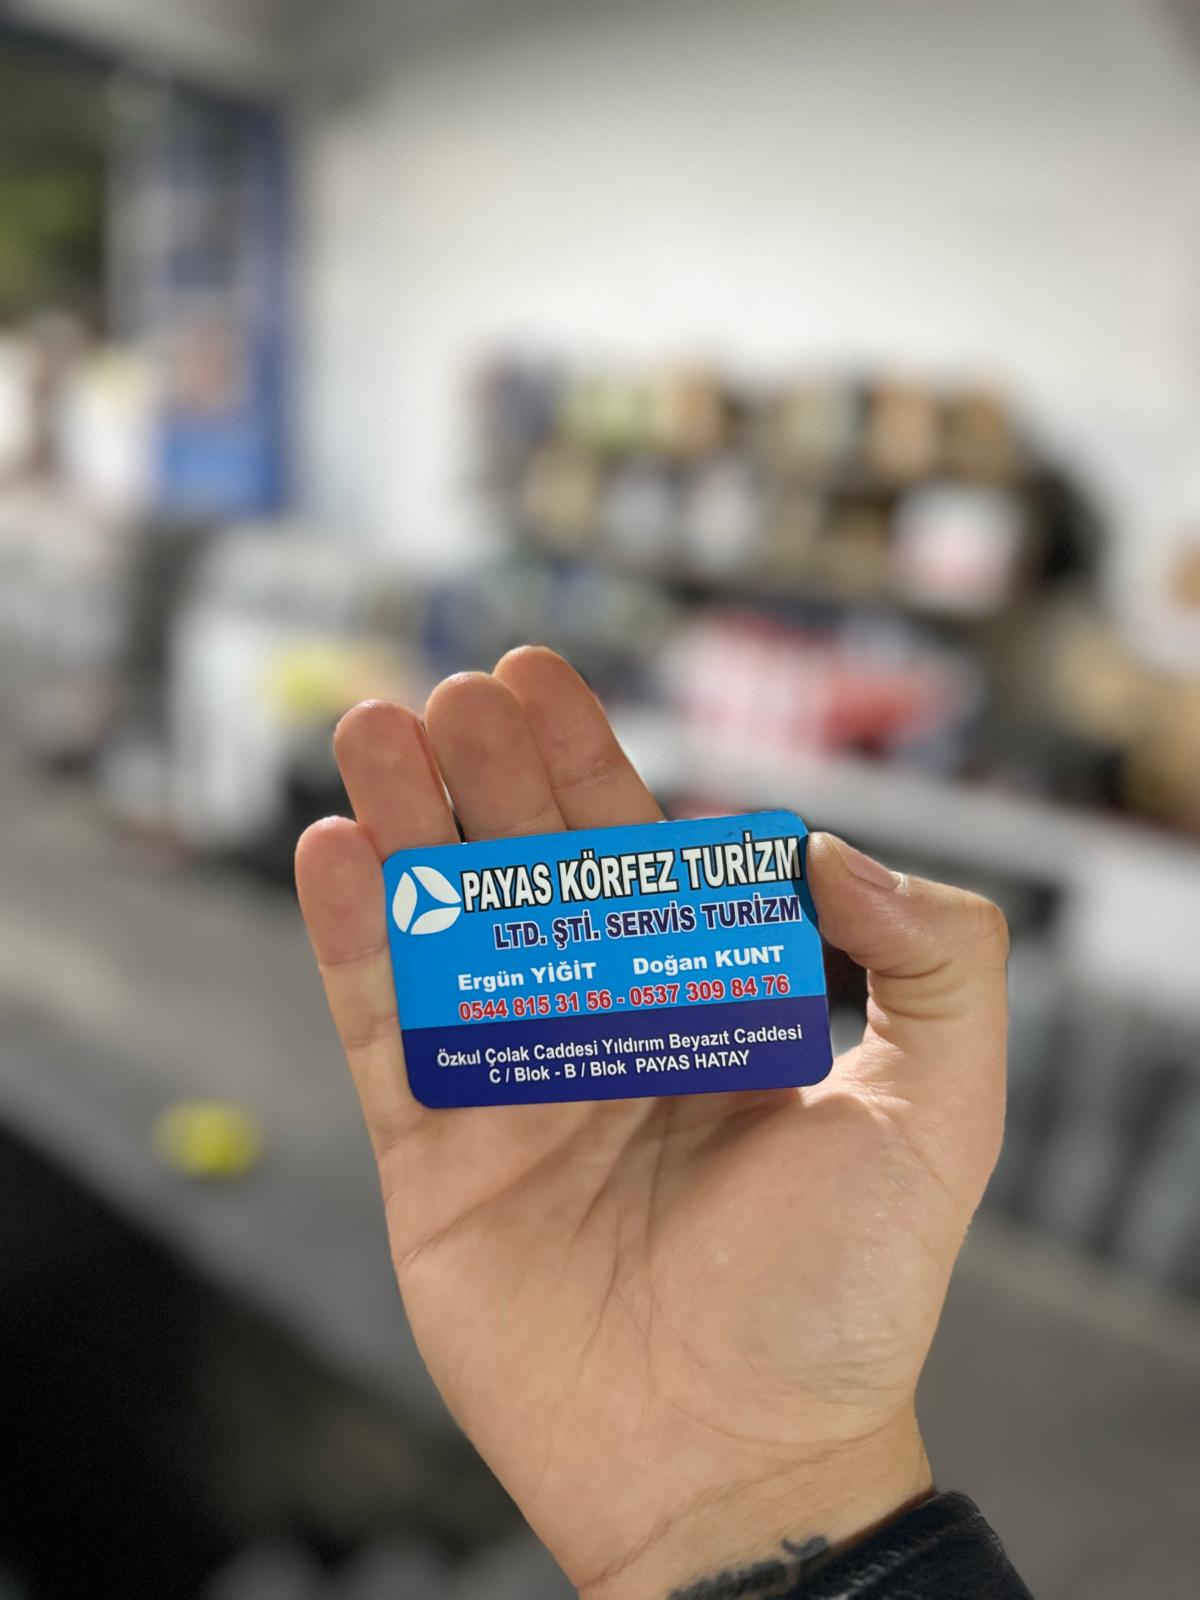 PAYAS KÖRFEZ TURİZM
LTD. ŞTİ. SERVİS TURİZM
Ergün YİĞİT Doğan KUNT
0544 815 31 56 - 0537 309 84 76
Özkul Çolak Caddesi Yıldırım Beyazıt Caddesi
C / Blok - B / Blok PAYAS HATAY